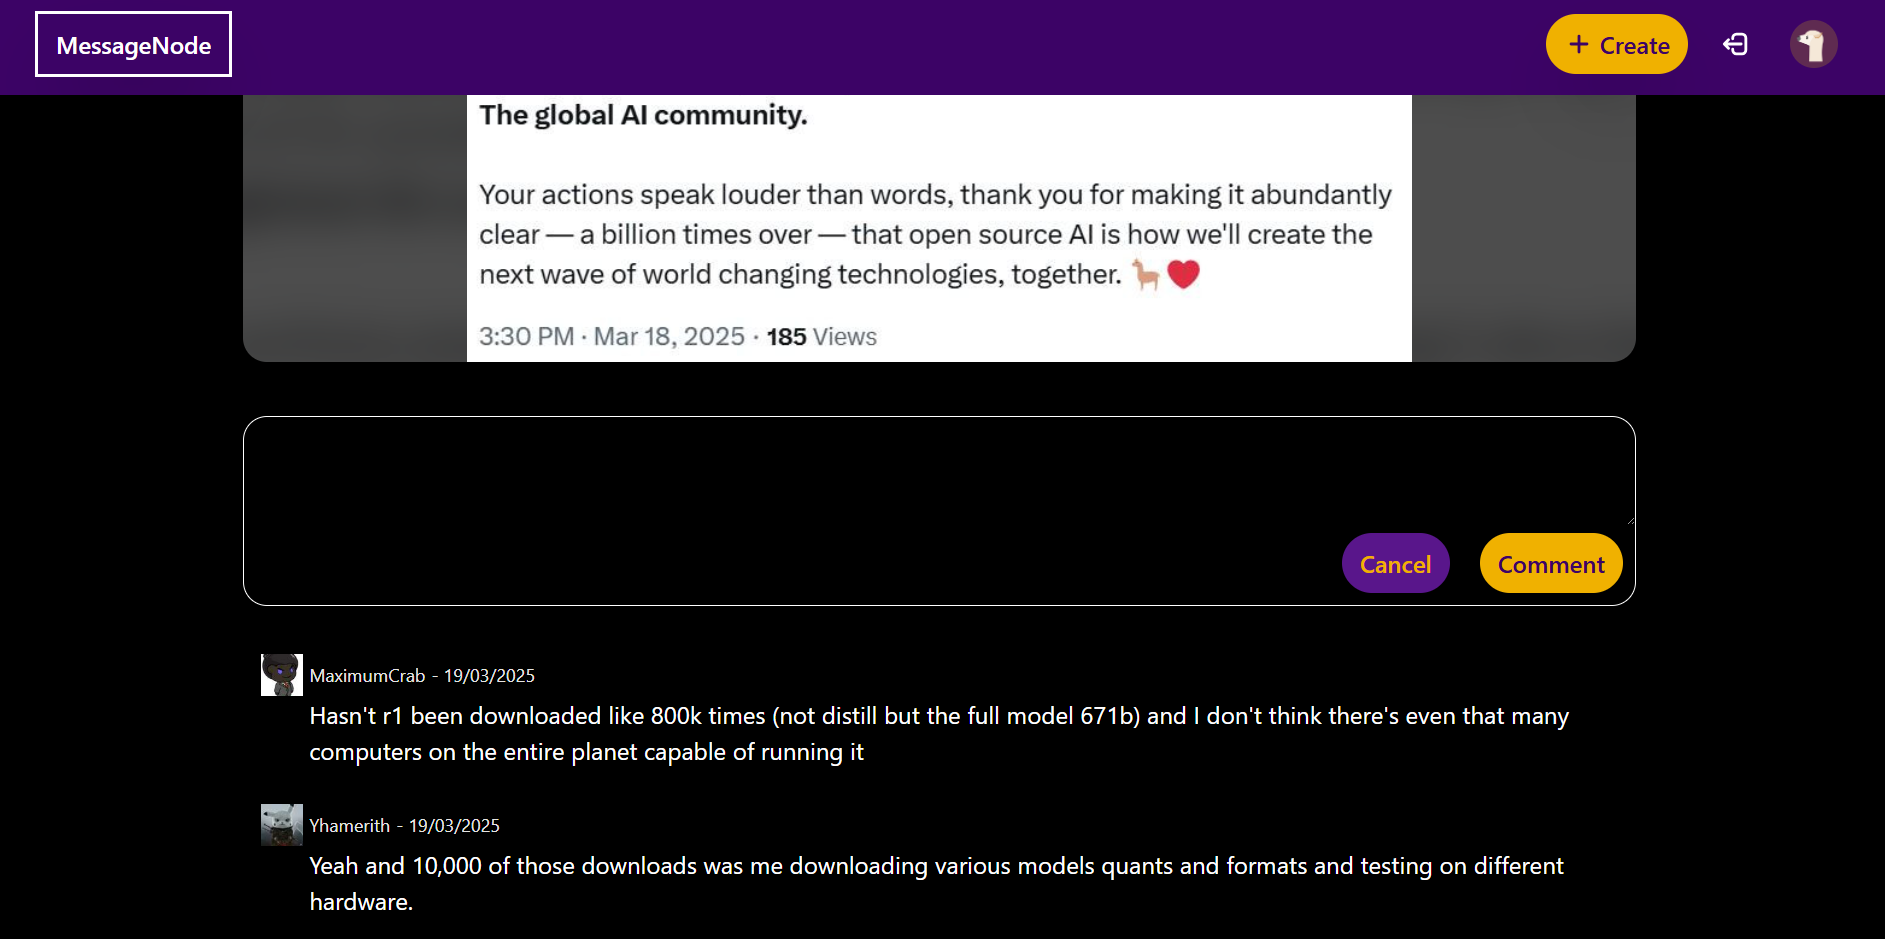 MessageNode
+ Create
The global AI community.
Your actions speak louder than words, thank you for making it abundantly
clear — a billion times over — that open source AI is how we'll create the
next wave of world changing technologies, together. 🦙❤️
3:30 PM · Mar 18, 2025 · 185 Views
Cancel
Comment
MaximumCrab - 19/03/2025
Hasn't r1 been downloaded like 800k times (not distill but the full model 671b) and I don't think there's even that many
computers on the entire planet capable of running it
Yhamerith - 19/03/2025
Yeah and 10,000 of those downloads was me downloading various models quants and formats and testing on different
hardware.